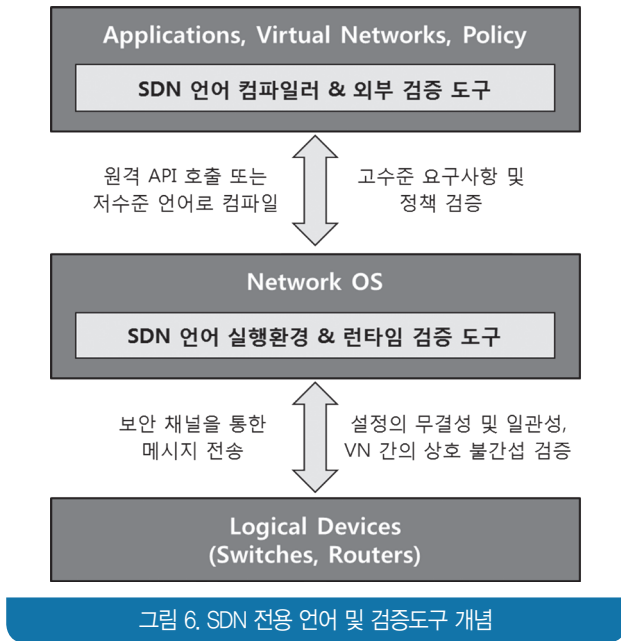 Applications, Virtual Networks, Policy
SDN 언어 컴파일러 & 외부 검증 도구
원격 API 호출 또는
저수준 언어로 컴파일
고수준 요구사항 및
정책 검증
Network OS
SDN 언어 실행환경 & 런타임 검증 도구
보안 채널을 통한
메시지 전송
설정의 무결성 및 일관성,
VN 간의 상호 불간섭 검증
Logical Devices
(Switches, Routers)
그림 6. SDN 전용 언어 및 검증도구 개념